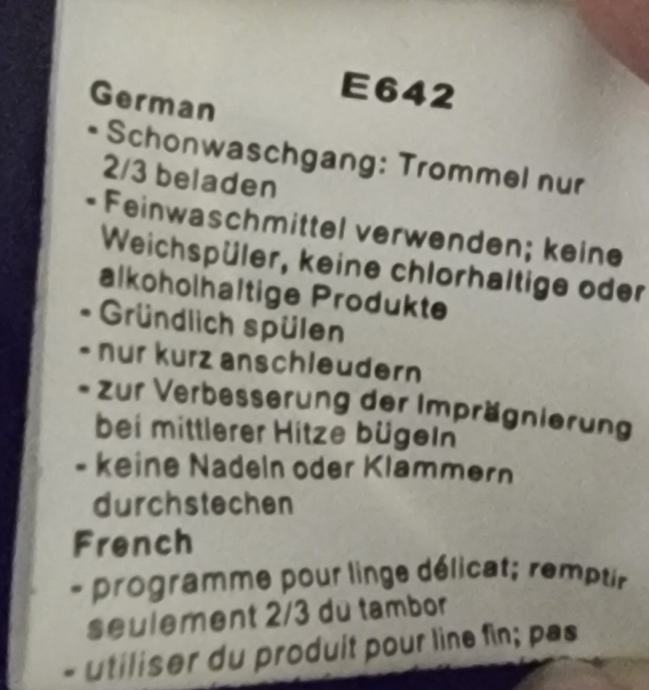 E642
German
- Schonwaschgang: Trommel nur
2/3 beladen
- Feinwaschmittel verwenden; keine
Weichspüler, keine chlorhaltige oder
alkoholhaltige Produkte
- Gründlich spülen
- nur kurz anschleudern
- zur Verbesserung der Imprägnierung
bei mittlerer Hitze bügeln
- keine Nadeln oder Klammern
durchstechen
French
- programme pour linge délicat; remptir
seulement 2/3 du tambor
- utiliser du produit pour line fin; pas